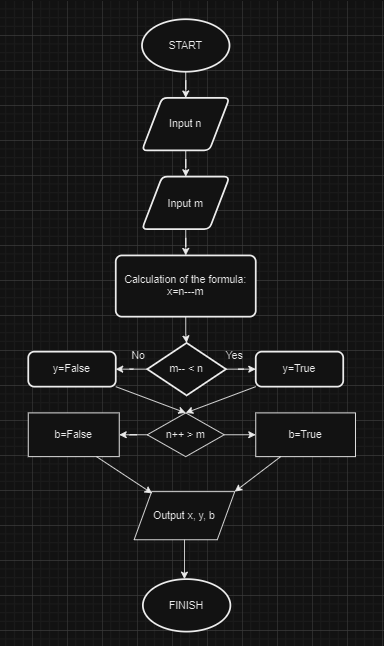 START
Input n
Input m
Calculation of the formula:
x=n---m
No
Yes
y=False
m-- < n
y=True
b=False
n++ > m
b=True
Output x, y, b
FINISH